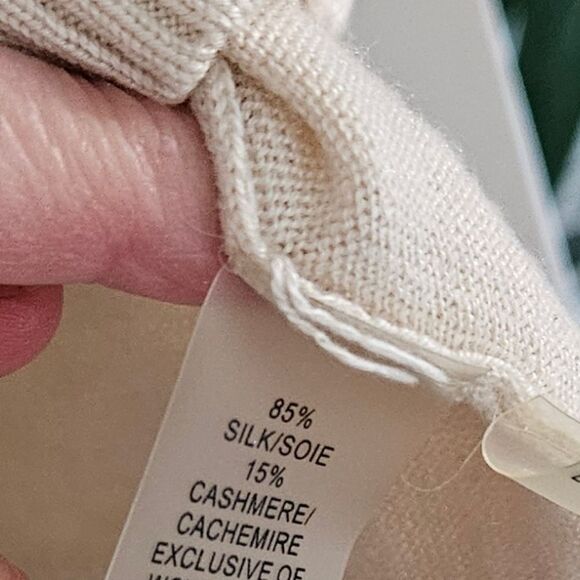 85%
SILK/SOIE
15%
CASHMERE/
CACHEMIRE
EXCLUSIVE OF